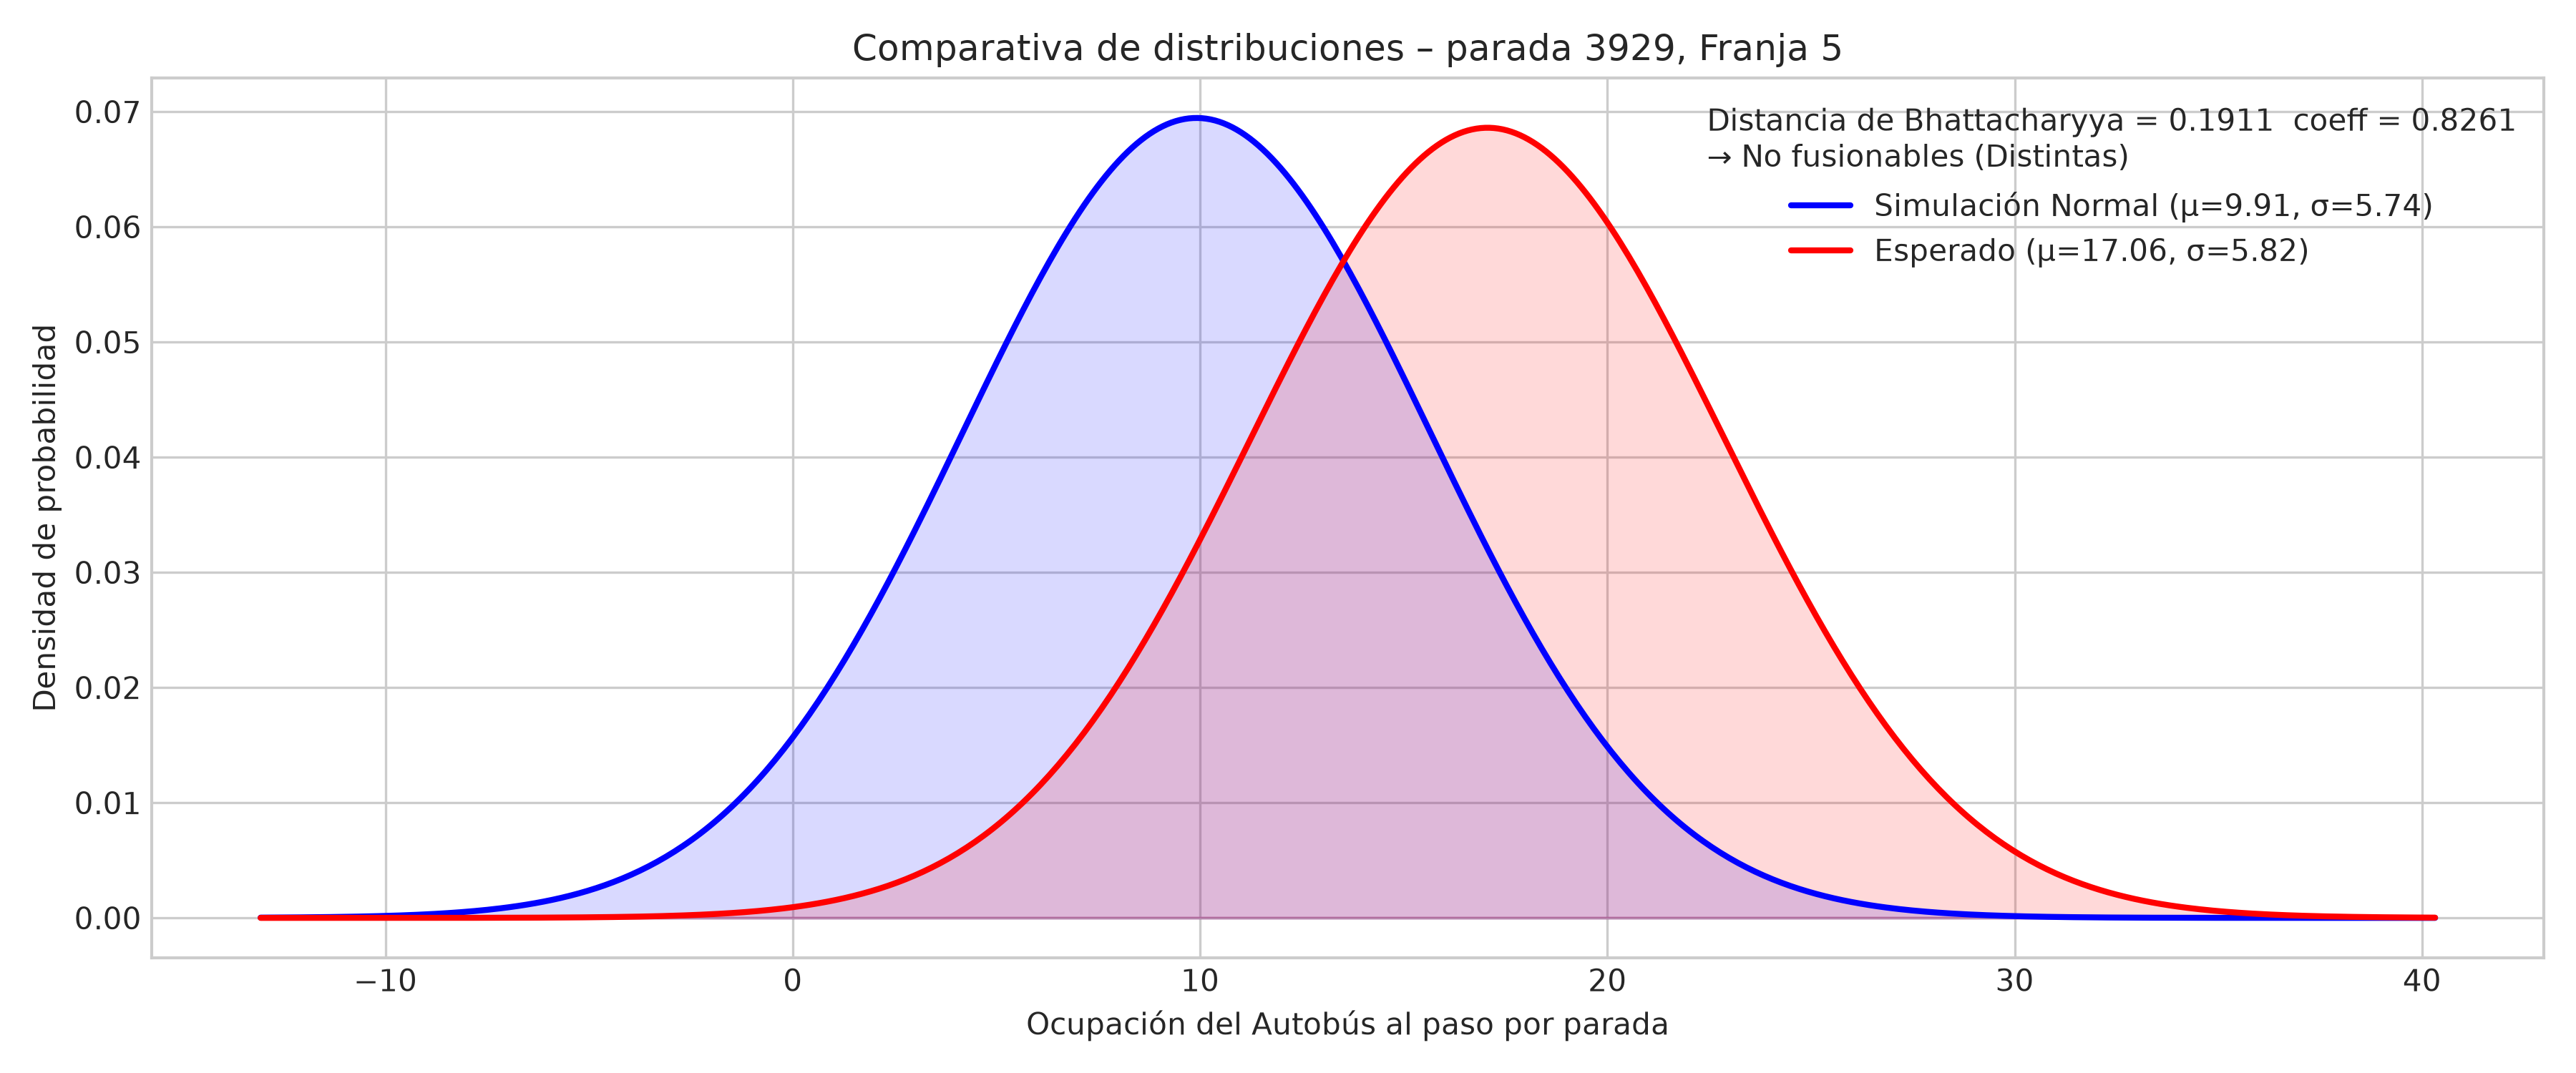 Comparativa de distribuciones – parada 3929, Franja 5
Distancia de Bhattacharyya = 0.1911  coeff = 0.8261
→ No fusionables (Distintas)
Simulación Normal (μ=9.91, σ=5.74)
Esperado (μ=17.06, σ=5.82)
Densidad de probabilidad
0.07
0.06
0.05
0.04
0.03
0.02
0.01
0.00
−10 0 10 20 30 40
Ocupación del Autobús al paso por parada